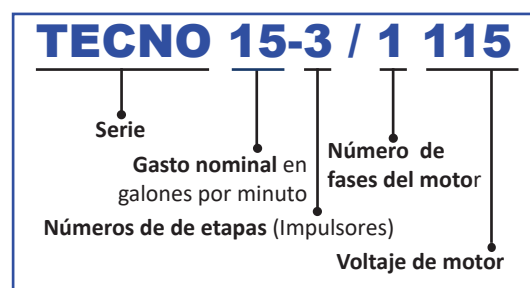 TECNO 15-3 / 1 115
Serie
Gasto nominal en
galones por minuto
Número de
fases del motor
Números de de etapas (Impulsores)
Voltaje de motor